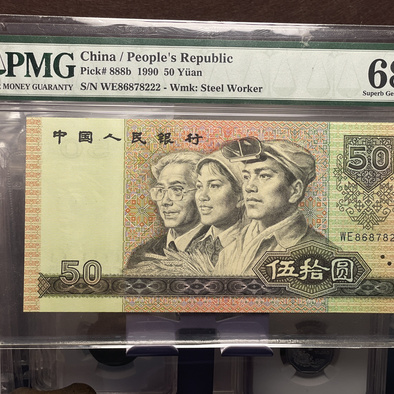 PMG
E MONEY GUARANTY
China / People's Republic
Pick# 888b 1990 50 Yüan
S/N WE86878222 - Wmk: Steel Worker
68
Superb Ge
中国人民银行
50
WE868782
50
伍拾圆